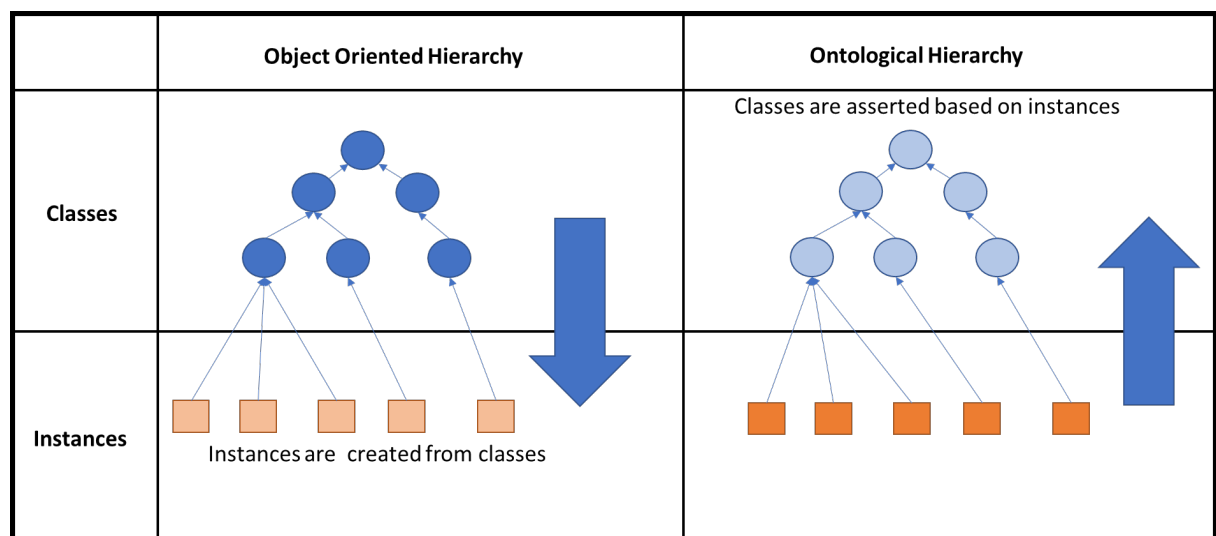 Object Oriented Hierarchy
Ontological Hierarchy
Classes
Classes are asserted based on instances
Instances
Instances are created from classes